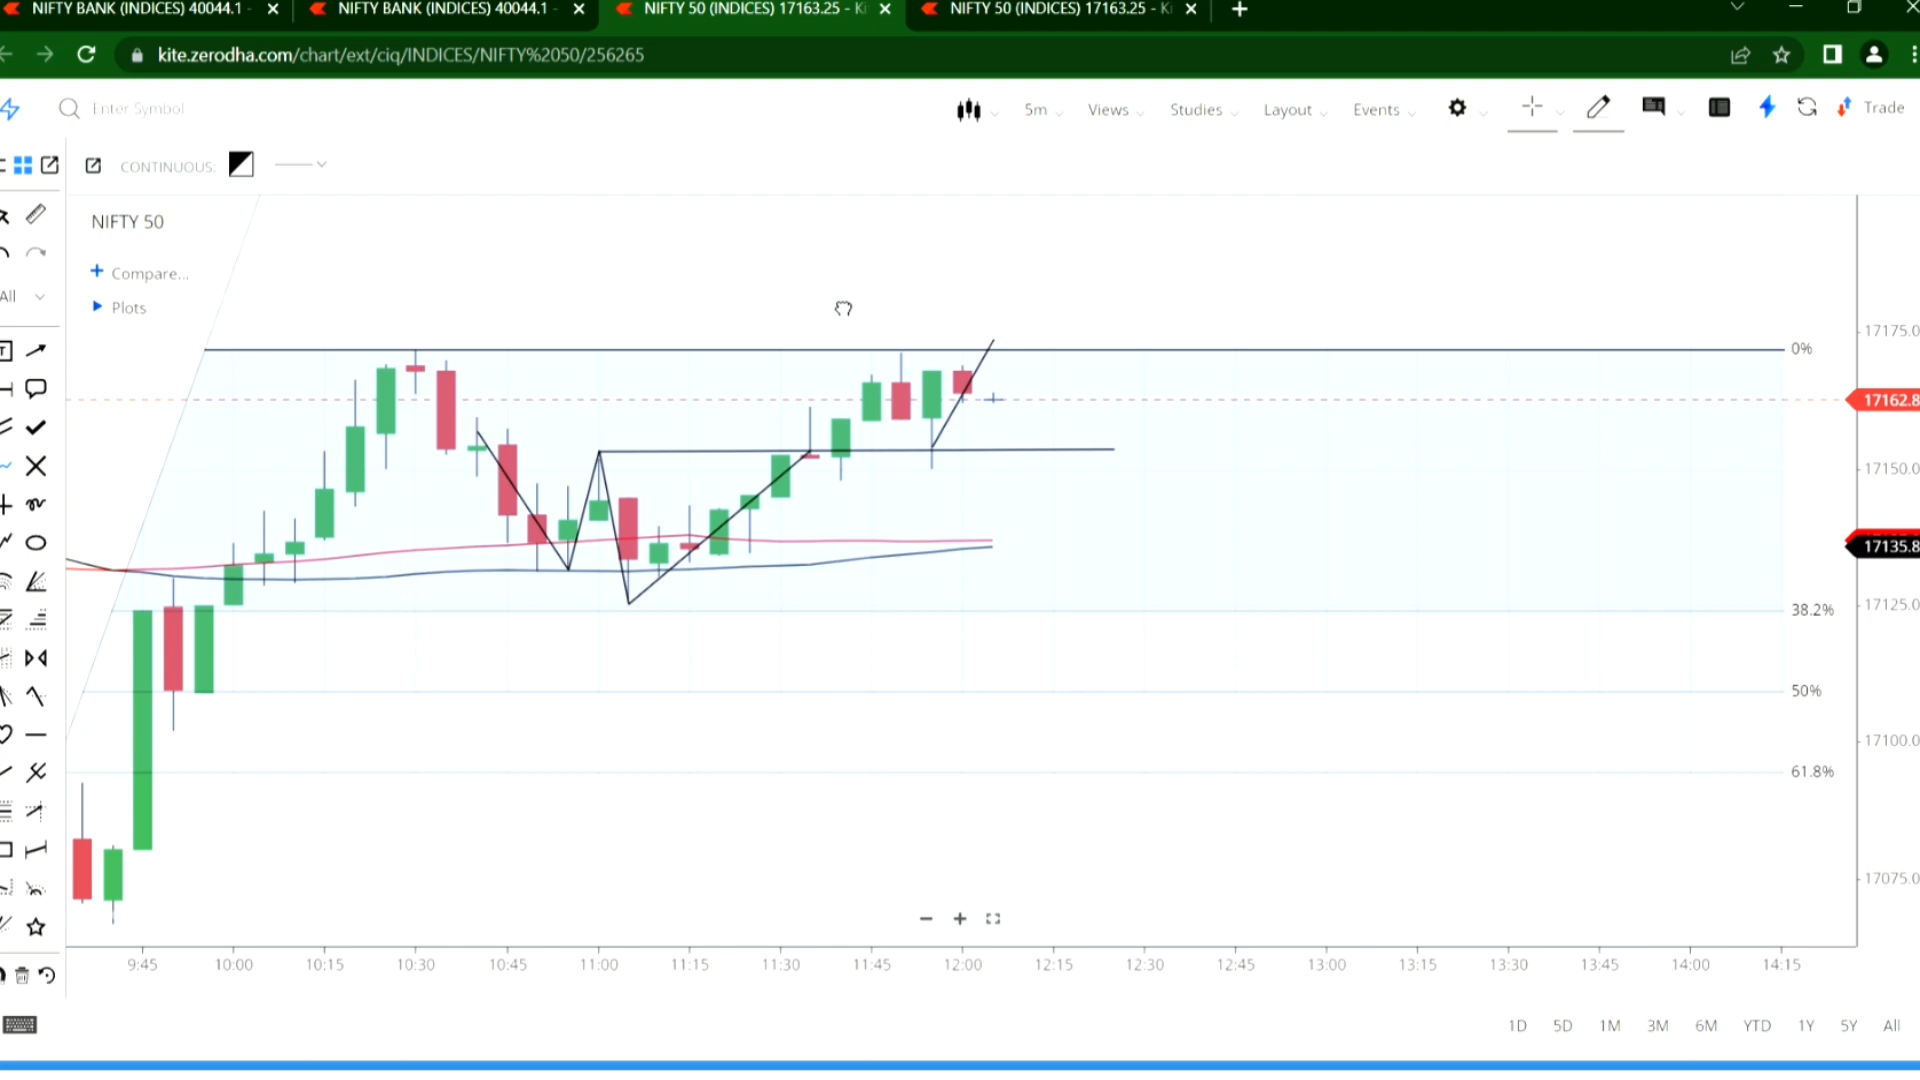 NIFTY BANK (INDICES) 40044.1 -
NIFTY BANK (INDICES) 40044.1 -
NIFTY 50 (INDICES) 17163.25 - Ki
NIFTY 50 (INDICES) 17163.25 - Ki
kite.zerodha.com/chart/ext/ciq/INDICES/NIFTY%2050/256265
Enter Symbol
5m
Views
Studies
Layout
Events
Trade
CONTINUOUS:
NIFTY 50
Compare...
Plots
All
17175.0
0%
17162.8
17150.0
17135.8
17125.0
38.2%
50%
17100.0
61.8%
17075.0
9:45 10:00 10:15 10:30 10:45 11:00 11:15 11:30 11:45 12:00 12:15 12:30 12:45 13:00 13:15 13:30 13:45 14:00 14:15
1D 5D 1M 3M 6M YTD 1Y 5Y All